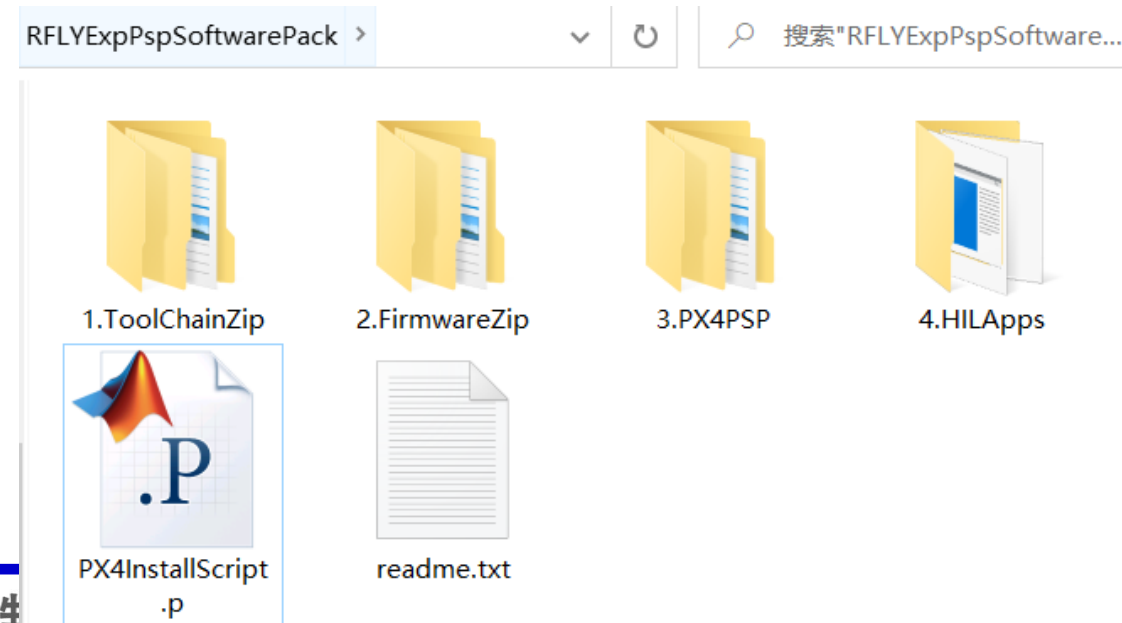 RFLYExpPspSoftwarePack >
搜索"RFLYExpPspSoftware...
1.ToolChainZip
2.FirmwareZip
3.PX4PSP
4.HILApps
.P
PX4InstallScript
.p
readme.txt